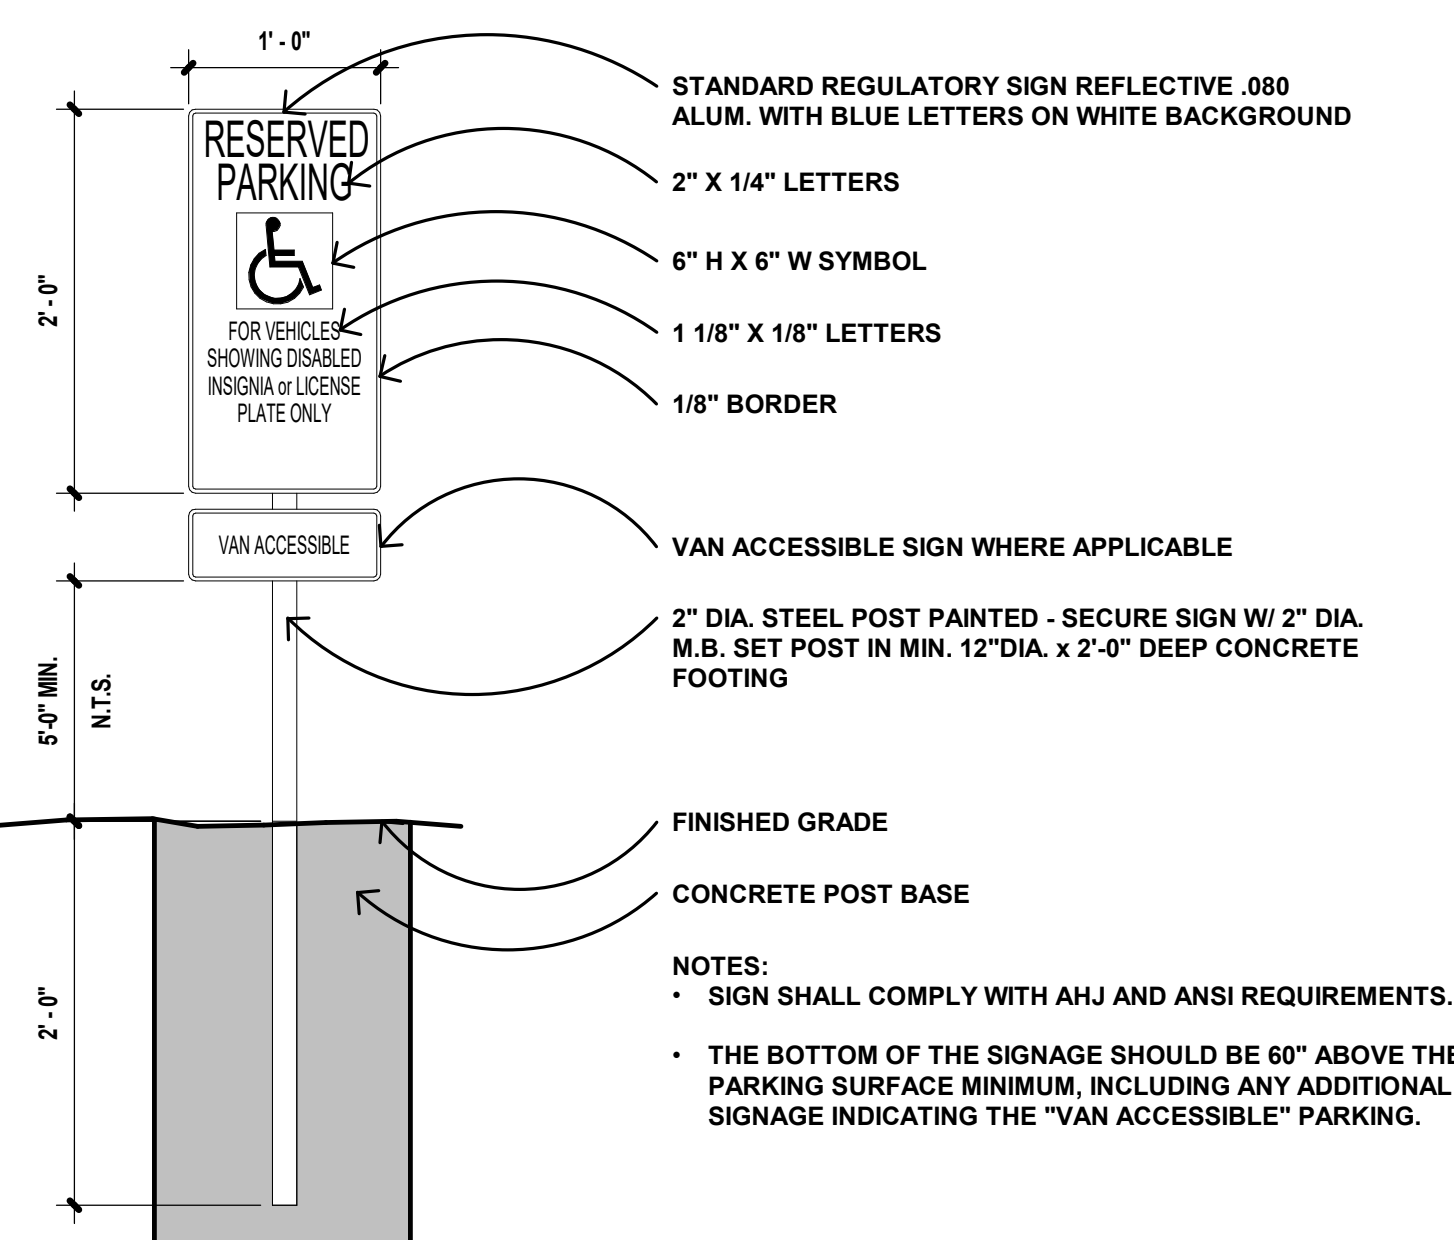 1' - 0"
STANDARD REGULATORY SIGN REFLECTIVE .080
ALUM. WITH BLUE LETTERS ON WHITE BACKGROUND
RESERVED
PARKING
2" X 1/4" LETTERS
6" H X 6" W SYMBOL
2' - 0"
FOR VEHICLES
SHOWING DISABLED
INSIGNIA or LICENSE
PLATE ONLY
1 1/8" X 1/8" LETTERS
1/8" BORDER
VAN ACCESSIBLE
VAN ACCESSIBLE SIGN WHERE APPLICABLE
2" DIA. STEEL POST PAINTED - SECURE SIGN W/ 2" DIA.
M.B. SET POST IN MIN. 12"DIA. x 2'-0" DEEP CONCRETE
FOOTING
5'-0" MIN.
N.T.S.
FINISHED GRADE
CONCRETE POST BASE
2' - 0"
NOTES:
• SIGN SHALL COMPLY WITH AHJ AND ANSI REQUIREMENTS.
• THE BOTTOM OF THE SIGNAGE SHOULD BE 60" ABOVE THE
PARKING SURFACE MINIMUM, INCLUDING ANY ADDITIONAL
SIGNAGE INDICATING THE "VAN ACCESSIBLE" PARKING.